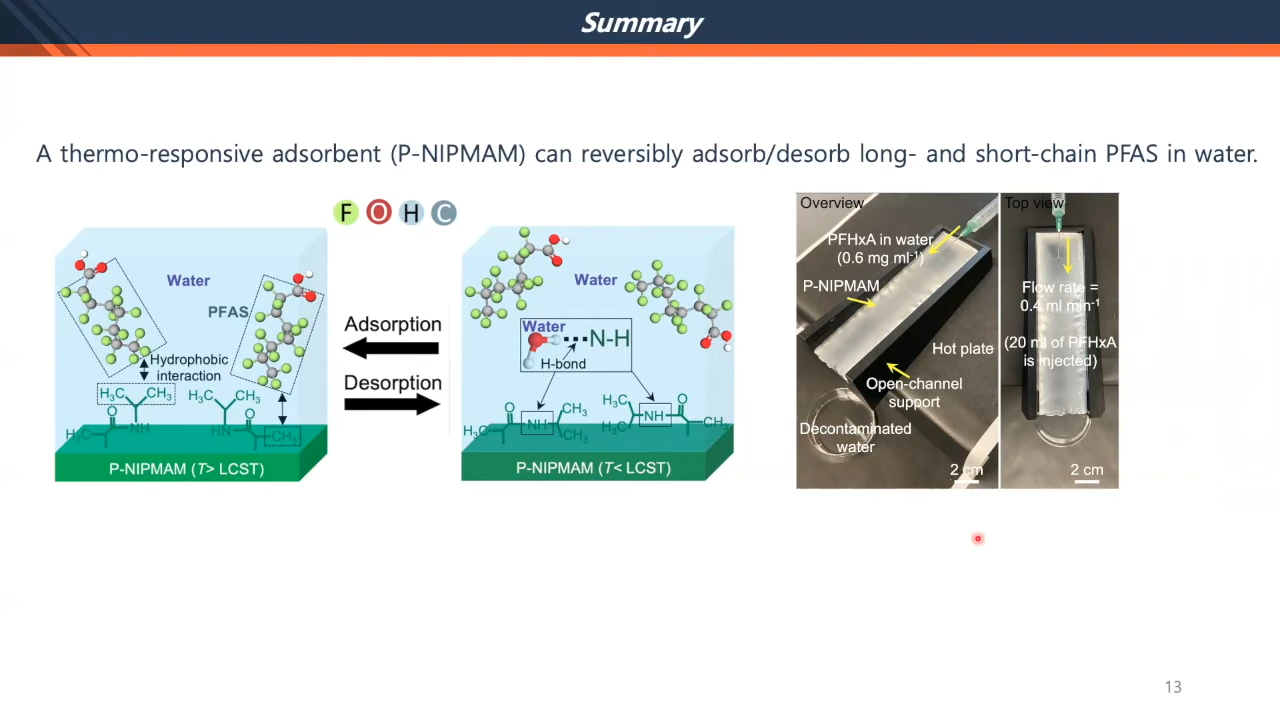 Summary
A thermo-responsive adsorbent (P-NIPMAM) can reversibly adsorb/desorb long- and short-chain PFAS in water.
F O H C
Water
PFAS
Hydrophobic
interaction
H₃C CH₃ H₃C CH₃
O O
H₃C NH HN CH₃
P-NIPMAM (T> LCST)
Adsorption
Desorption
Water
Water
N-H
H-bond
O CH₃ H₃C O
H₃C NH CH₃ H₃C NH CH₃
P-NIPMAM (T< LCST)
Overview
PFHxA in water
(0.6 mg ml⁻¹)
P-NIPMAM
Hot plate
Open-channel
support
Decontaminated
water
2 cm
Top view
Flow rate =
0.4 ml min⁻¹
(20 ml of PFHxA
is injected)
2 cm
13